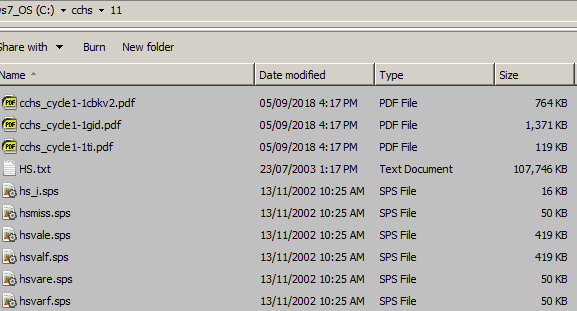 s7_OS (C:) cchs 11
Share with Burn New folder
Name Date modified Type Size
cchs_cycle1-1cbkv2.pdf 05/09/2018 4:17 PM PDF File 764 KB
cchs_cycle1-1gid.pdf 05/09/2018 4:17 PM PDF File 1,371 KB
cchs_cycle1-1ti.pdf 05/09/2018 4:17 PM PDF File 119 KB
HS.txt 23/07/2003 1:17 PM Text Document 107,746 KB
hs_i.sps 13/11/2002 10:25 AM SPS File 16 KB
hsmiss.sps 13/11/2002 10:25 AM SPS File 50 KB
hsvale.sps 13/11/2002 10:25 AM SPS File 419 KB
hsvalf.sps 13/11/2002 10:25 AM SPS File 419 KB
hsvare.sps 13/11/2002 10:25 AM SPS File 50 KB
hsvarf.sps 13/11/2002 10:25 AM SPS File 50 KB